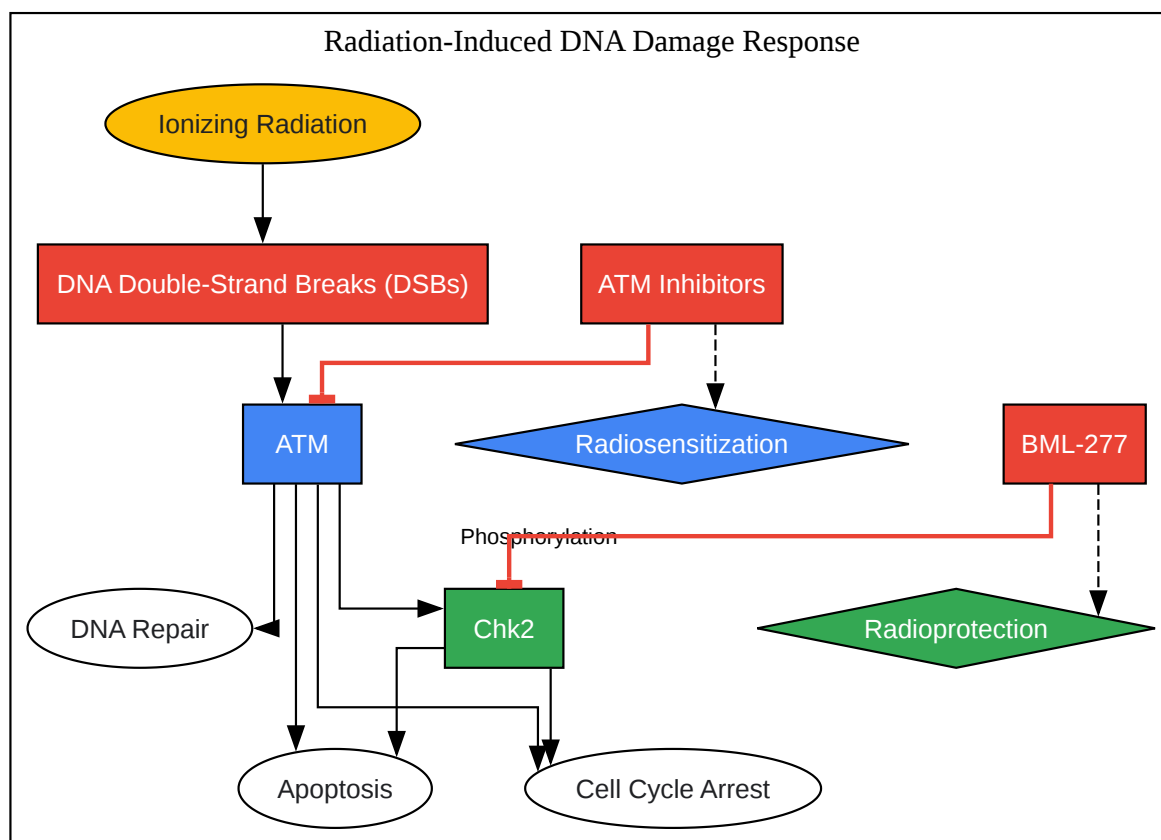 Radiation-Induced DNA Damage Response
Ionizing Radiation
DNA Double-Strand Breaks (DSBs)
ATM Inhibitors
ATM
Radiosensitization
BML-277
Phosphorylation
DNA Repair
Chk2
Radioprotection
Apoptosis
Cell Cycle Arrest